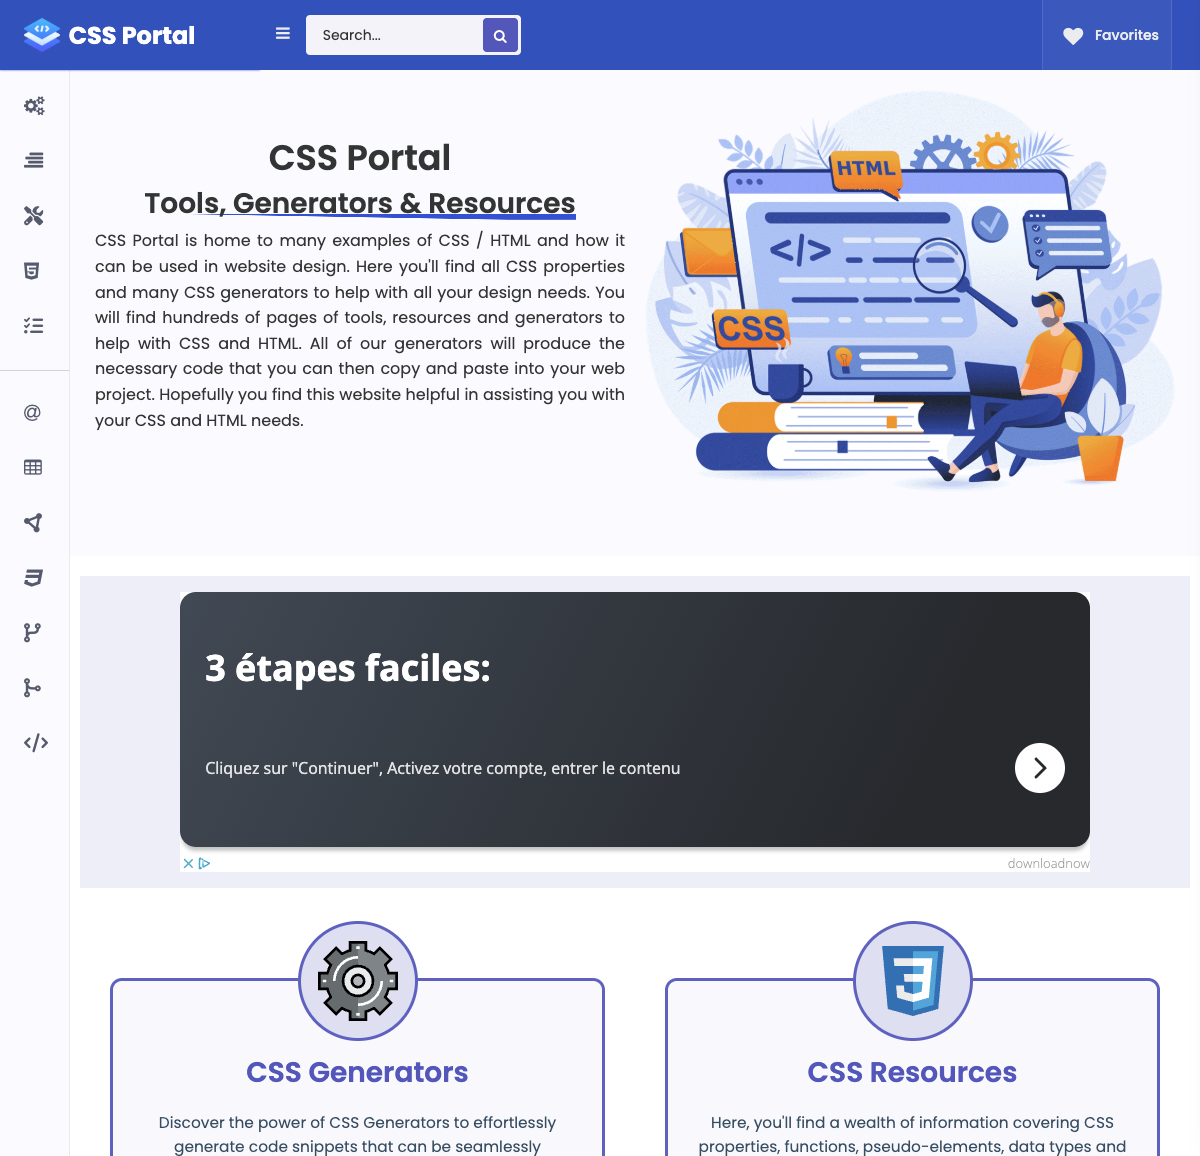 CSS Portal
Search...
Favorites
CSS Portal
Tools, Generators & Resources
CSS Portal is home to many examples of CSS / HTML and how it
can be used in website design. Here you'll find all CSS properties
and many CSS generators to help with all your design needs. You
will find hundreds of pages of tools, resources and generators to
help with CSS and HTML. All of our generators will produce the
necessary code that you can then copy and paste into your web
project. Hopefully you find this website helpful in assisting you with
your CSS and HTML needs.
HTML
</>
CSS
3 étapes faciles:
Cliquez sur "Continuer", Activez votre compte, entrer le contenu
downloadnow
CSS Generators
Discover the power of CSS Generators to effortlessly
generate code snippets that can be seamlessly
CSS Resources
Here, you'll find a wealth of information covering CSS
properties, functions, pseudo-elements, data types and